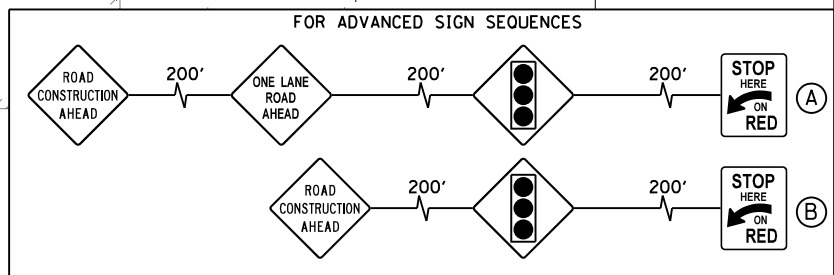 FOR ADVANCED SIGN SEQUENCES
ROAD
CONSTRUCTION
AHEAD
200'
ONE LANE
ROAD
AHEAD
200'
200'
STOP
HERE
ON
RED
A
ROAD
CONSTRUCTION
AHEAD
200'
200'
STOP
HERE
ON
RED
B